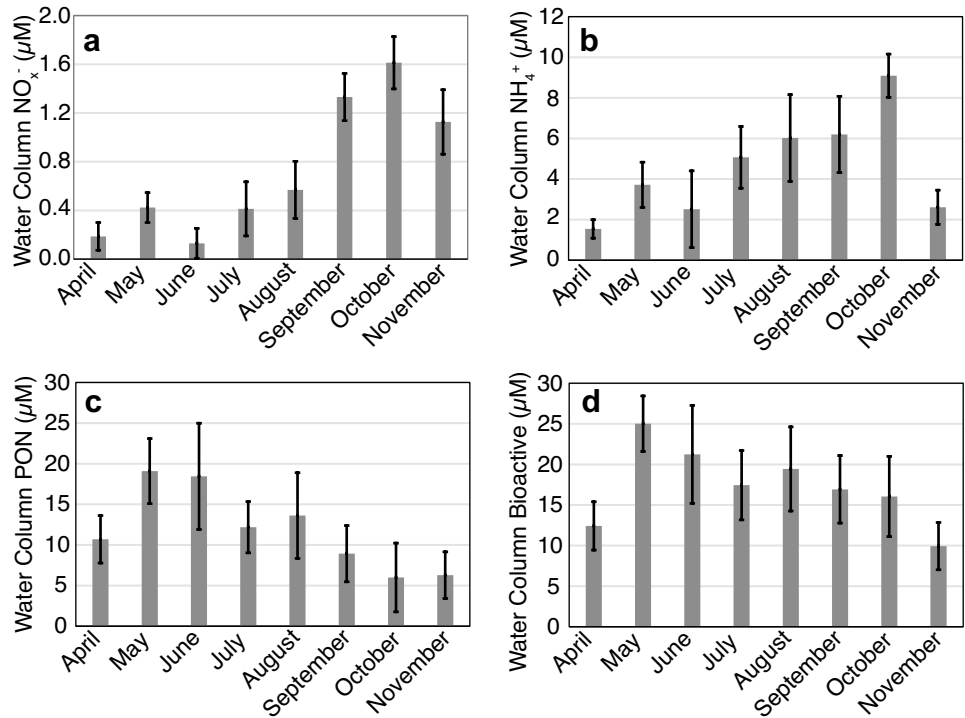 a
Water Column NOₓ⁻ (µM)
2.0
1.6
1.2
0.8
0.4
0.0
April
May
June
July
August
September
October
November
b
Water Column NH₄⁺ (µM)
12
10
8
6
4
2
0
April
May
June
July
August
September
October
November
c
Water Column PON (µM)
30
25
20
15
10
5
0
April
May
June
July
August
September
October
November
d
Water Column Bioactive (µM)
30
25
20
15
10
5
0
April
May
June
July
August
September
October
November